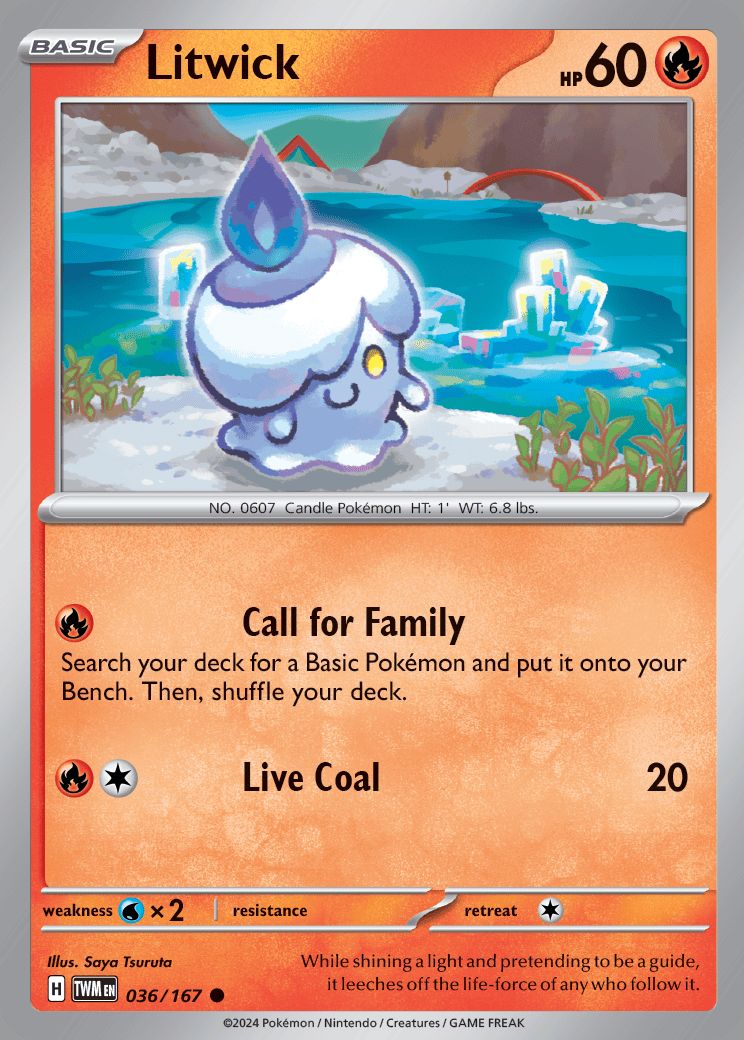 BASIC
Litwick
HP 60
NO. 0607 Candle Pokémon HT: 1' WT: 6.8 lbs.
Call for Family
Search your deck for a Basic Pokémon and put it onto your
Bench. Then, shuffle your deck.
Live Coal 20
weakness ×2 resistance retreat
Illus. Saya Tsuruta
While shining a light and pretending to be a guide,
it leeches off the life-force of any who follow it.
H TWM EN 036/167
©2024 Pokémon / Nintendo / Creatures / GAME FREAK